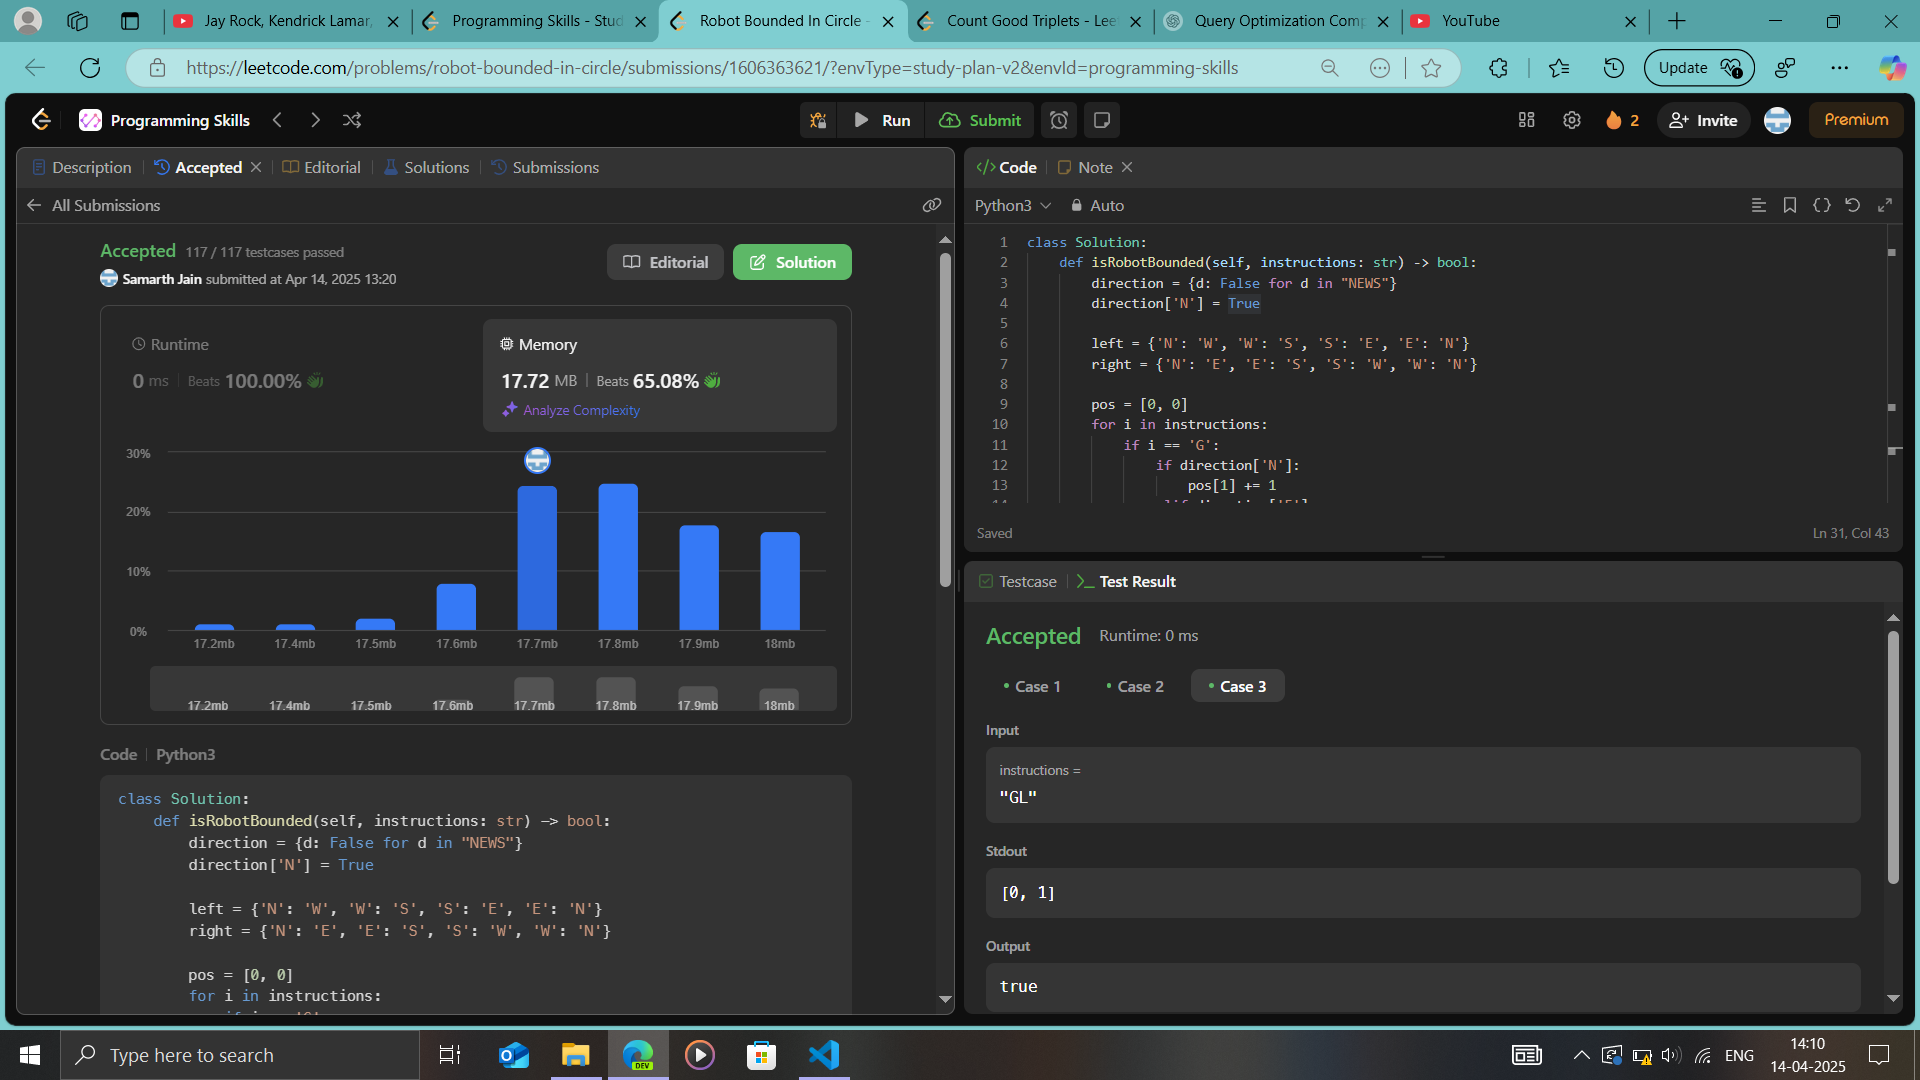 Jay Rock, Kendrick Lamar,
Programming Skills - Stud
Robot Bounded In Circle -
Count Good Triplets - Lee
Query Optimization Comp
YouTube
https://leetcode.com/problems/robot-bounded-in-circle/submissions/1606363621/?envType=study-plan-v2&envId=programming-skills
Update
Programming Skills
Run
Submit
2
Invite
Premium
Description
Accepted
Editorial
Solutions
Submissions
All Submissions
Accepted 117 / 117 testcases passed
Samarth Jain submitted at Apr 14, 2025 13:20
Editorial
Solution
Runtime
0 ms Beats 100.00%
Memory
17.72 MB Beats 65.08%
Analyze Complexity
30%
20%
10%
0%
17.2mb 17.4mb 17.5mb 17.6mb 17.7mb 17.8mb 17.9mb 18mb
17.2mb 17.4mb 17.5mb 17.6mb 17.7mb 17.8mb 17.9mb 18mb
Code Python3
class Solution:
def isRobotBounded(self, instructions: str) -> bool:
direction = {d: False for d in "NEWS"}
direction['N'] = True
left = {'N': 'W', 'W': 'S', 'S': 'E', 'E': 'N'}
right = {'N': 'E', 'E': 'S', 'S': 'W', 'W': 'N'}
pos = [0, 0]
for i in instructions:
</> Code
Note
Python3
Auto
1 class Solution:
2 def isRobotBounded(self, instructions: str) -> bool:
3 direction = {d: False for d in "NEWS"}
4 direction['N'] = True
5
6 left = {'N': 'W', 'W': 'S', 'S': 'E', 'E': 'N'}
7 right = {'N': 'E', 'E': 'S', 'S': 'W', 'W': 'N'}
8
9 pos = [0, 0]
10 for i in instructions:
11 if i == 'G':
12 if direction['N']:
13 pos[1] += 1
Saved
Ln 31, Col 43
Testcase
Test Result
Accepted Runtime: 0 ms
Case 1
Case 2
Case 3
Input
instructions =
"GL"
Stdout
[0, 1]
Output
true
Type here to search
DEV
ENG
14:10
14-04-2025